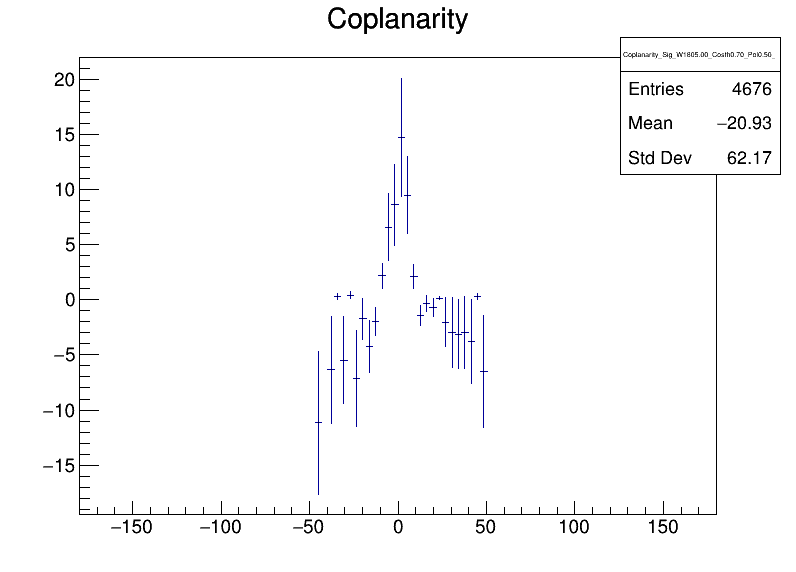 Coplanarity
Coplanarity_Sig_W1805.00_Costh0.70_Pol0.50_
Entries 4676
Mean −20.93
Std Dev 62.17
20
15
10
5
0
−5
−10
−15
−150 −100 −50 0 50 100 150